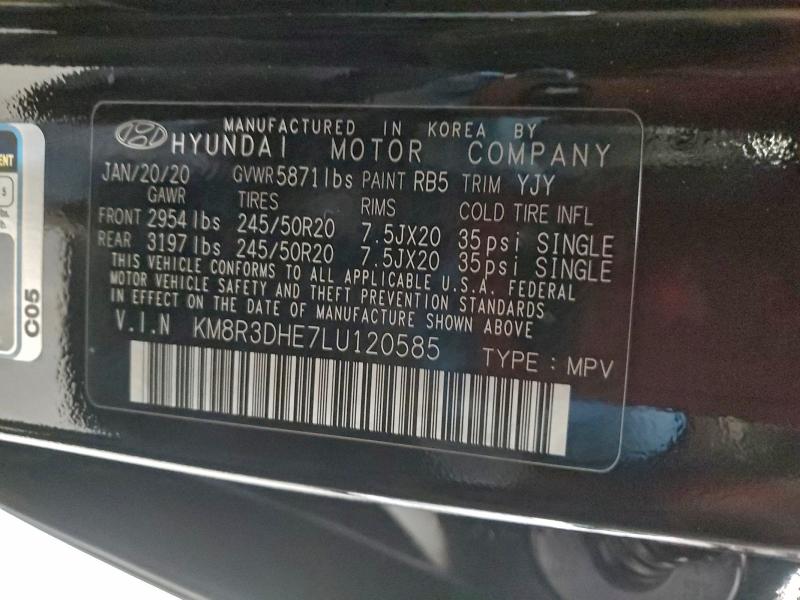 MANUFACTURED IN KOREA BY
HYUNDAI MOTOR COMPANY
JAN/20/20 GVWR 5871lbs PAINT RB5 TRIM YJY
GAWR TIRES RIMS COLD TIRE INFL
FRONT 2954lbs 245/50R20 7.5JX20 35psi SINGLE
REAR 3197lbs 245/50R20 7.5JX20 35psi SINGLE
THIS VEHICLE CONFORMS TO ALL APPLICABLE U.S.A. FEDERAL
MOTOR VEHICLE SAFETY AND THEFT PREVENTION STANDARDS
IN EFFECT ON THE DATE OF MANUFACTURE SHOWN ABOVE.
V.I.N KM8R3DHE7LU120585 TYPE : MPV
C05